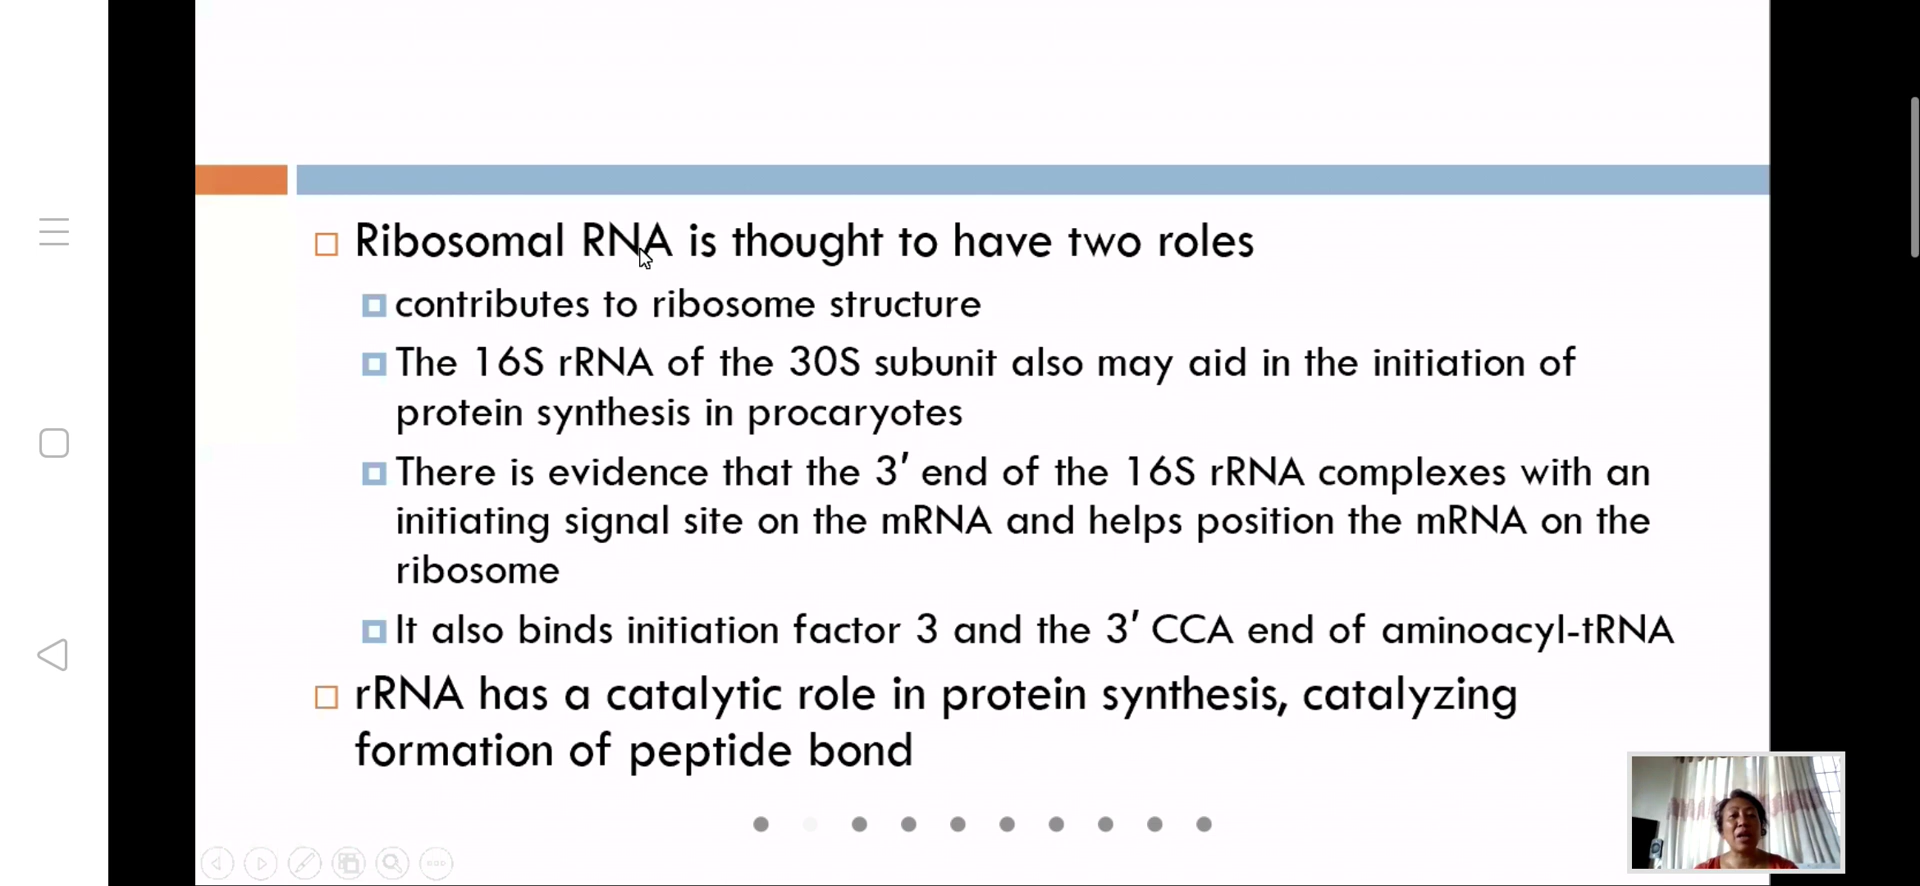 Ribosomal RNA is thought to have two roles
contributes to ribosome structure
The 16S rRNA of the 30S subunit also may aid in the initiation of
protein synthesis in procaryotes
There is evidence that the 3′ end of the 16S rRNA complexes with an
initiating signal site on the mRNA and helps position the mRNA on the
ribosome
It also binds initiation factor 3 and the 3′ CCA end of aminoacyl-tRNA
rRNA has a catalytic role in protein synthesis, catalyzing
formation of peptide bond